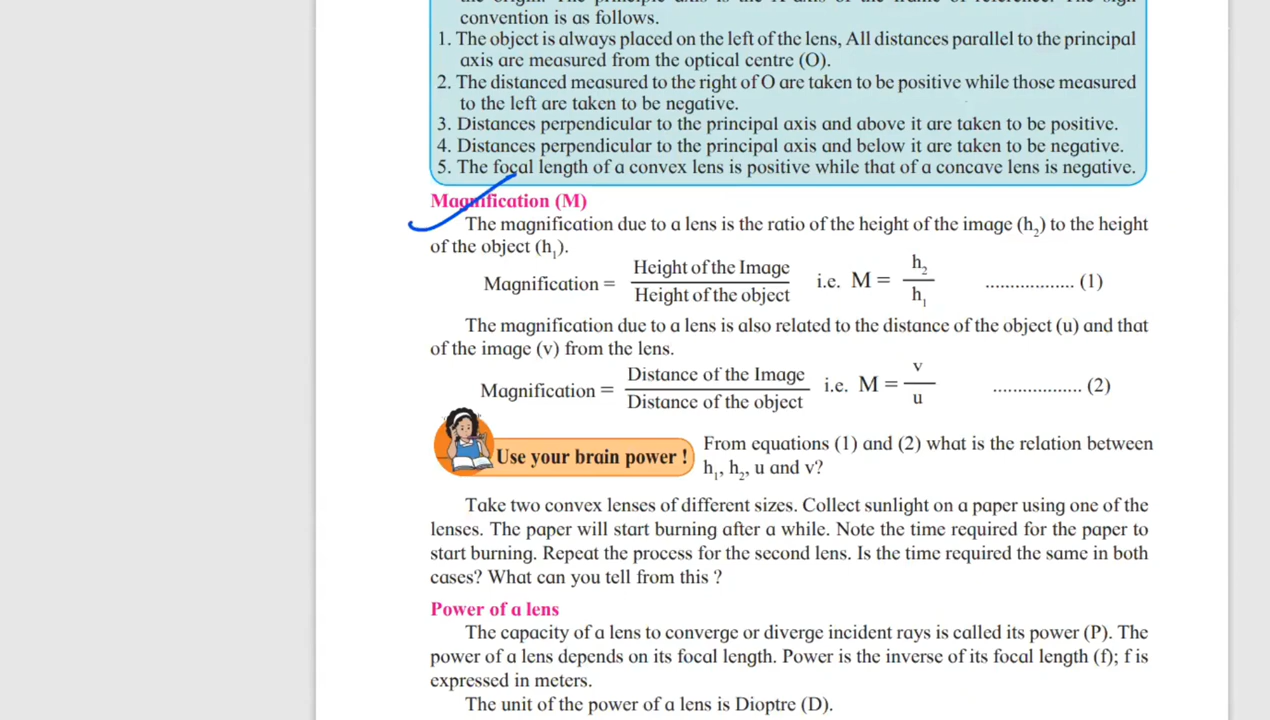 convention is as follows.
1. The object is always placed on the left of the lens, All distances parallel to the principal
axis are measured from the optical centre (O).
2. The distanced measured to the right of O are taken to be positive while those measured
to the left are taken to be negative.
3. Distances perpendicular to the principal axis and above it are taken to be positive.
4. Distances perpendicular to the principal axis and below it are taken to be negative.
5. The focal length of a convex lens is positive while that of a concave lens is negative.
Magnification (M)
The magnification due to a lens is the ratio of the height of the image (h₂) to the height
of the object (h₁).
Magnification = Height of the Image / Height of the object i.e. M = h₂ / h₁ .................. (1)
The magnification due to a lens is also related to the distance of the object (u) and that
of the image (v) from the lens.
Magnification = Distance of the Image / Distance of the object i.e. M = v / u .................. (2)
Use your brain power !
From equations (1) and (2) what is the relation between
h₁, h₂, u and v?
Take two convex lenses of different sizes. Collect sunlight on a paper using one of the
lenses. The paper will start burning after a while. Note the time required for the paper to
start burning. Repeat the process for the second lens. Is the time required the same in both
cases? What can you tell from this ?
Power of a lens
The capacity of a lens to converge or diverge incident rays is called its power (P). The
power of a lens depends on its focal length. Power is the inverse of its focal length (f); f is
expressed in meters.
The unit of the power of a lens is Dioptre (D).